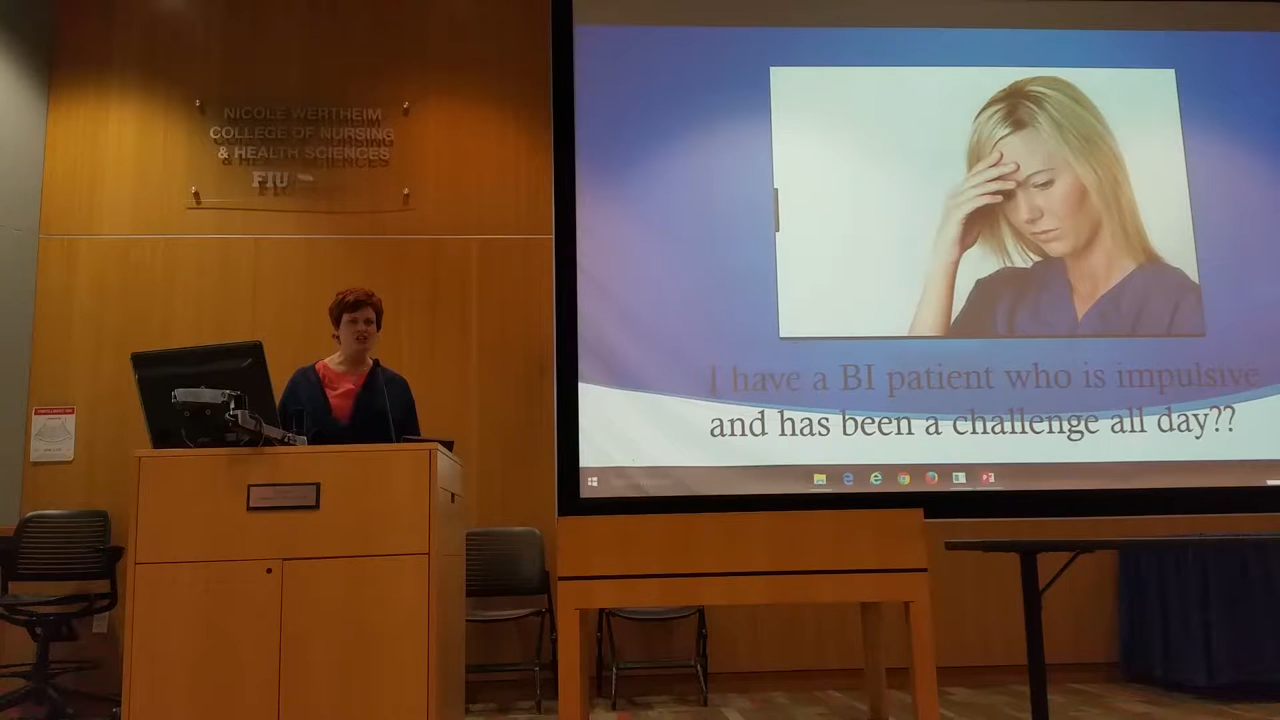 NICOLE WERTHEIM
COLLEGE OF NURSING
& HEALTH SCIENCES
FIU
I have a BI patient who is impulsive
and has been a challenge all day??